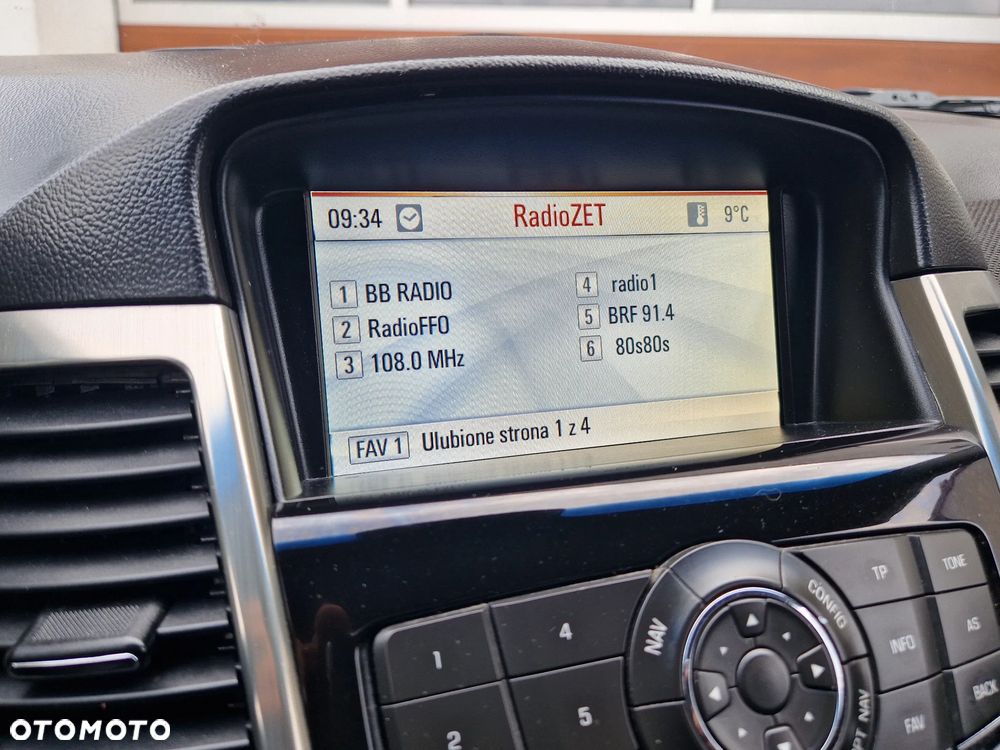 09:34 RadioZET 9°C
1 BB RADIO
2 RadioFFO
3 108.0 MHz
4 radio1
5 BRF 91.4
6 80s80s
FAV 1 Ulubione strona 1 z 4
TP TONE
CONFIG
NAV
1 4
INFO AS
2 5
FAV BACK
PT NAV
OTOMOTO